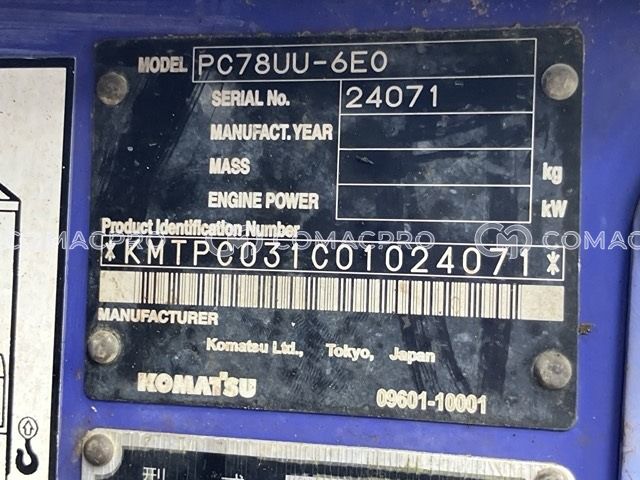 MODEL PC78UU-6E0
SERIAL No. 24071
MANUFACT. YEAR
MASS kg
ENGINE POWER kW
Product Identification Number
COMACPRO COMACPRO COMACPRO
*KMTPC031C01024071*
MANUFACTURER
Komatsu Ltd., Tokyo, Japan
KOMATSU 09601-10001